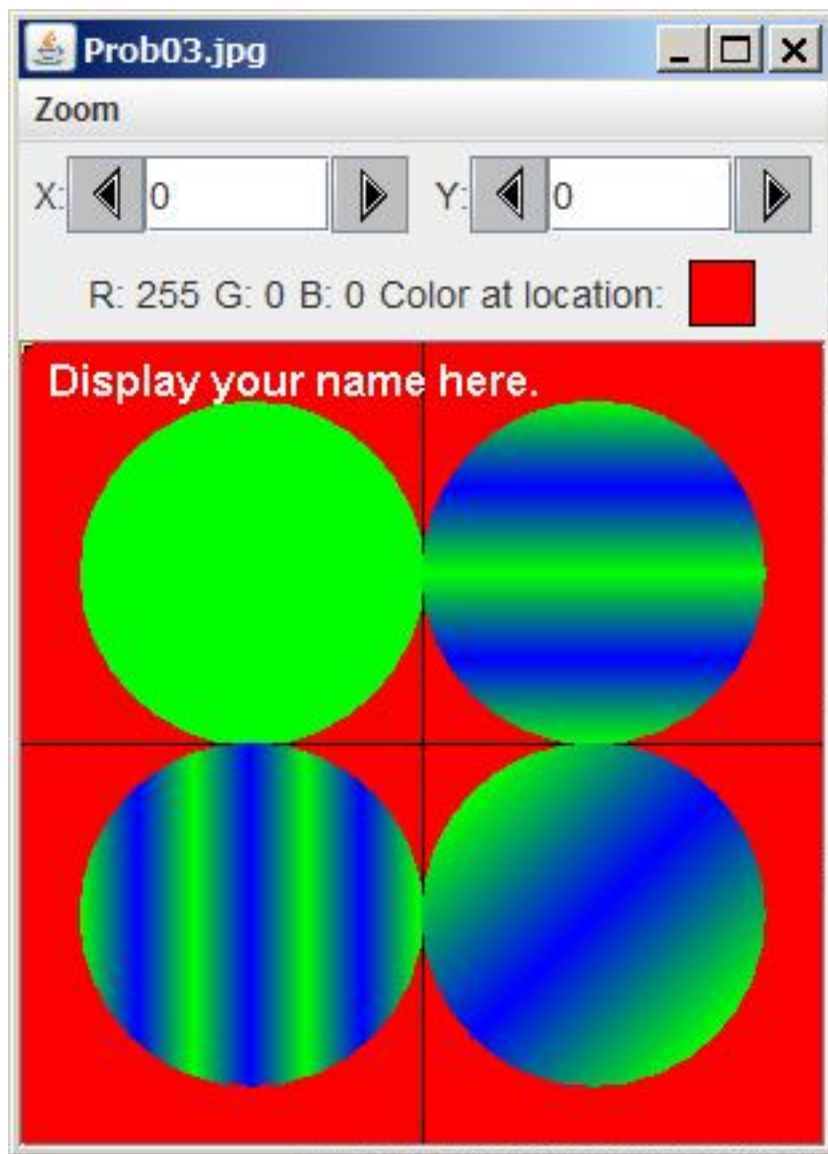 Prob03.jpg
Zoom
X: 0 Y: 0
R: 255 G: 0 B: 0 Color at location:
Display your name here.